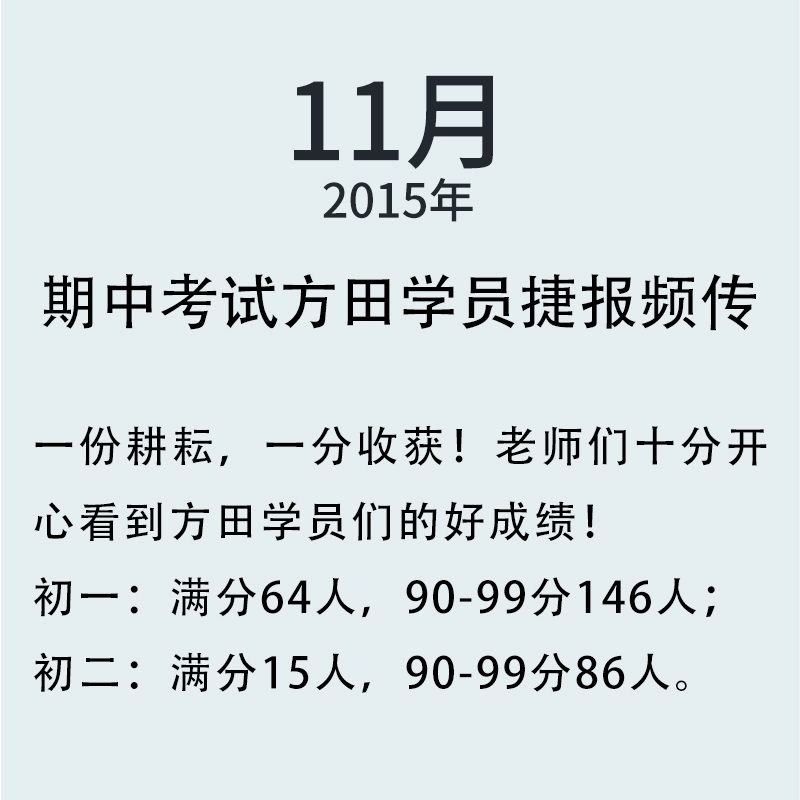 11月
2015年
期中考试方田学员捷报频传
一份耕耘，一分收获！老师们十分开
心看到方田学员们的好成绩！
初一：满分64人，90-99分146人；
初二：满分15人，90-99分86人。